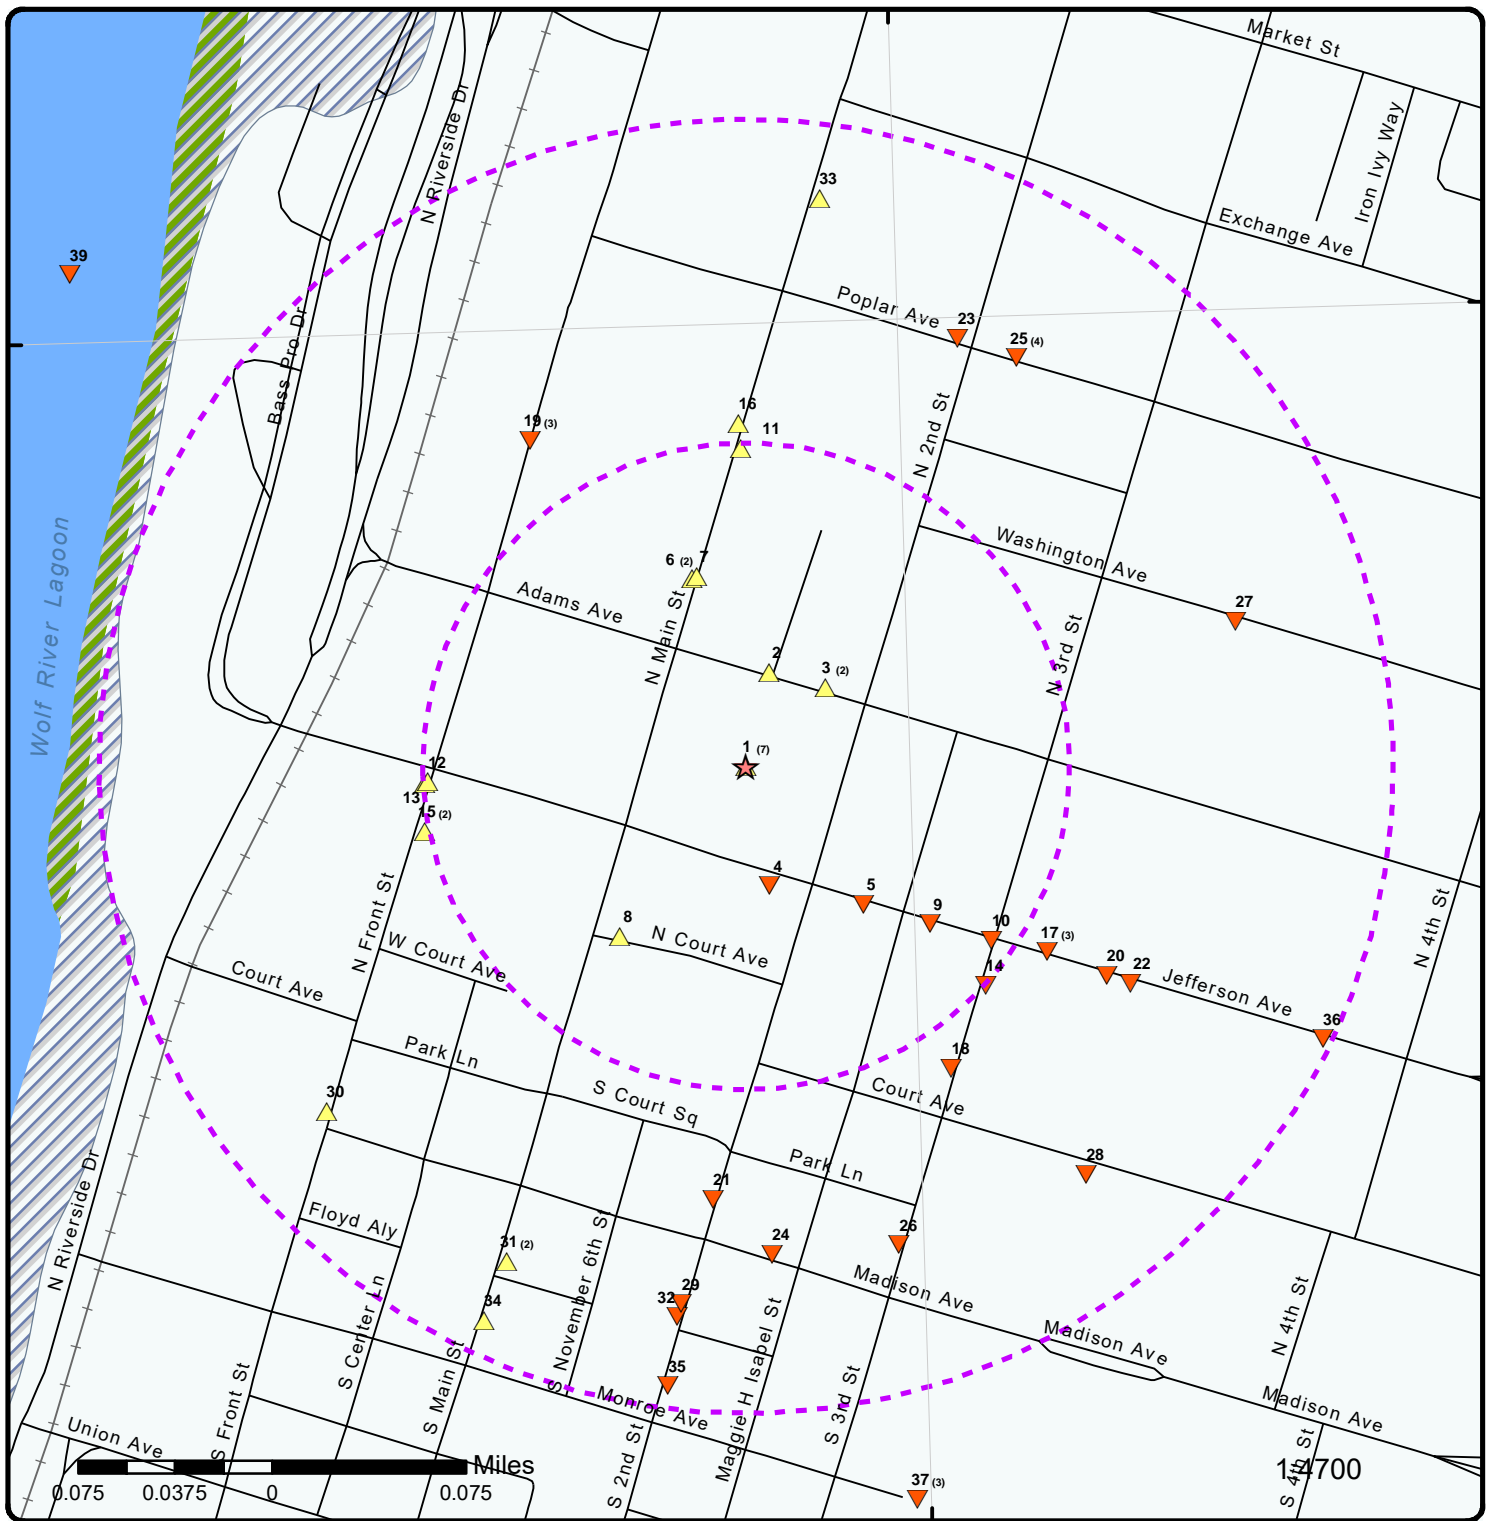 Market St
N Riverside Dr
Iron Ivy Way
33
Exchange Ave
39
Poplar Ave
23
25 (4)
Bass Pro Dr
16
11
19 (3)
N 2nd St
Washington Ave
6 (2)
7
Adams Ave
27
N Main St
N 3rd St
Wolf River Lagoon
2
3 (2)
1 (7)
12
13
15 (2)
4
5
9
10
17 (3)
N Front St
8
N Court Ave
W Court Ave
N 4th St
14
20
22
Jefferson Ave
Court Ave
36
Park Ln
18
30
S Court Sq
Court Ave
28
Park Ln
21
N Riverside Dr
Floyd Aly
31 (2)
S November 6th St
24
26
Madison Ave
29
32
34
S Center Ln
Maggie H Isabel St
N 4th St
Madison Ave
35
S Main St
S Front St
Monroe Ave
S 3rd St
Madison Ave
Union Ave
S 2nd St
S 4th St
37 (3)
Miles
1:4700
0.075
0.0375
0
0.075